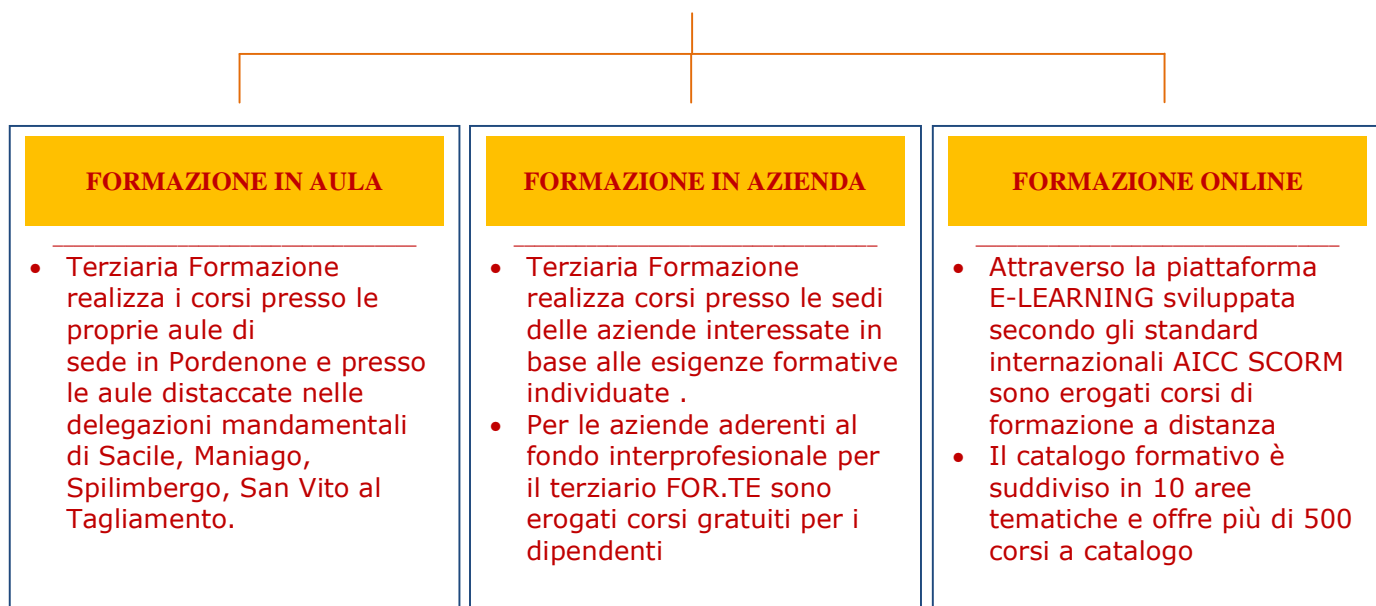 FORMAZIONE IN AULA
• Terziaria Formazione
realizza i corsi presso le
proprie aule di
sede in Pordenone e presso
le aule distaccate nelle
delegazioni mandamentali
di Sacile, Maniago,
Spilimbergo, San Vito al
Tagliamento.
FORMAZIONE IN AZIENDA
• Terziaria Formazione
realizza corsi presso le sedi
delle aziende interessate in
base alle esigenze formative
individuate .
• Per le aziende aderenti al
fondo interprofesionale per
il terziario FOR.TE sono
erogati corsi gratuiti per i
dipendenti
FORMAZIONE ONLINE
• Attraverso la piattaforma
E-LEARNING sviluppata
secondo gli standard
internazionali AICC SCORM
sono erogati corsi di
formazione a distanza
• Il catalogo formativo è
suddiviso in 10 aree
tematiche e offre più di 500
corsi a catalogo